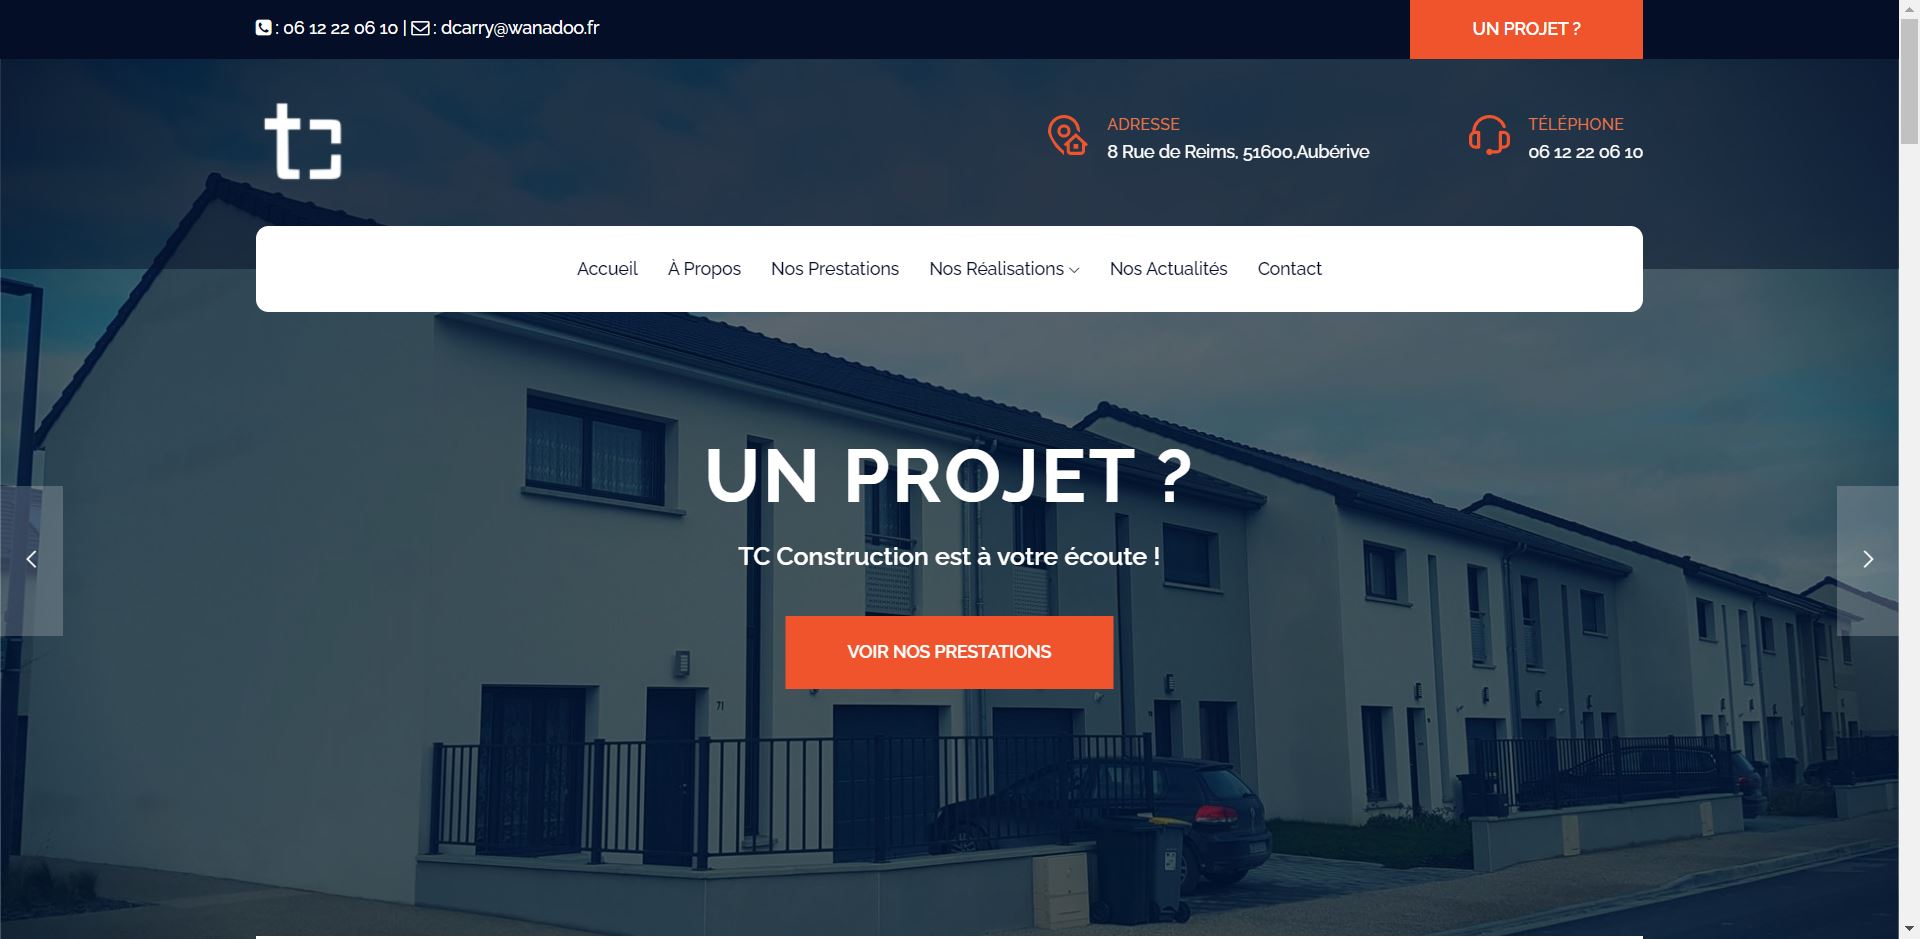 : 06 12 22 06 10 | : dcarry@wanadoo.fr
UN PROJET ?
tc
ADRESSE
8 Rue de Reims, 51600,Aubérive
TÉLÉPHONE
06 12 22 06 10
Accueil À Propos Nos Prestations Nos Réalisations Nos Actualités Contact
UN PROJET ?
TC Construction est à votre écoute !
VOIR NOS PRESTATIONS
71